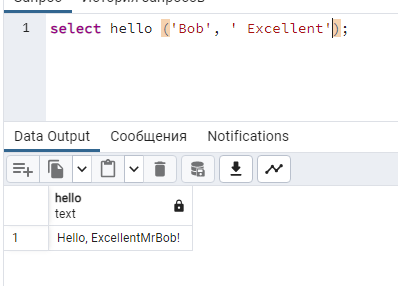 Запрос История запросов
1 select hello ('Bob', ' Excellent');
Data Output Сообщения Notifications
hello
text
1 Hello, ExcellentMrBob!